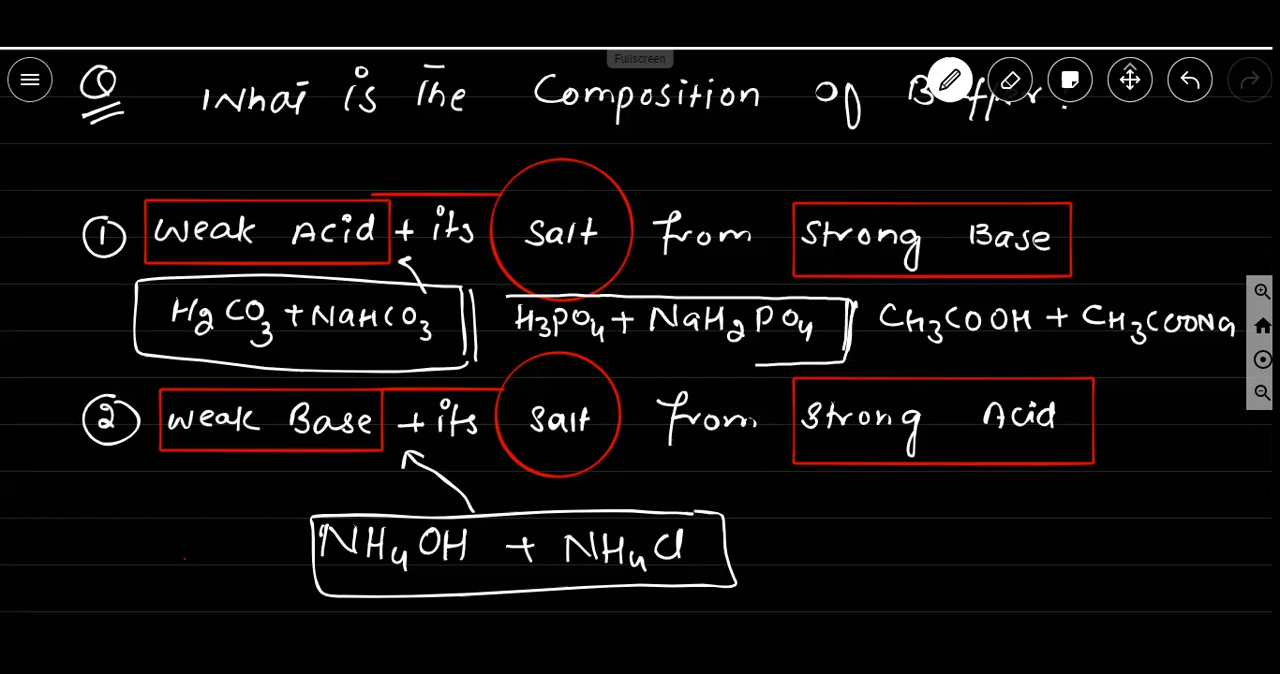 Fullscreen
Q What is The Composition of Buffer?
① Weak Acid + its Salt from Strong Base
H₂CO₃ + NaHCO₃ H₃PO₄ + NaH₂PO₄ CH₃COOH + CH₃COONa
② Weak Base + its Salt from Strong Acid
NH₄OH + NH₄Cl